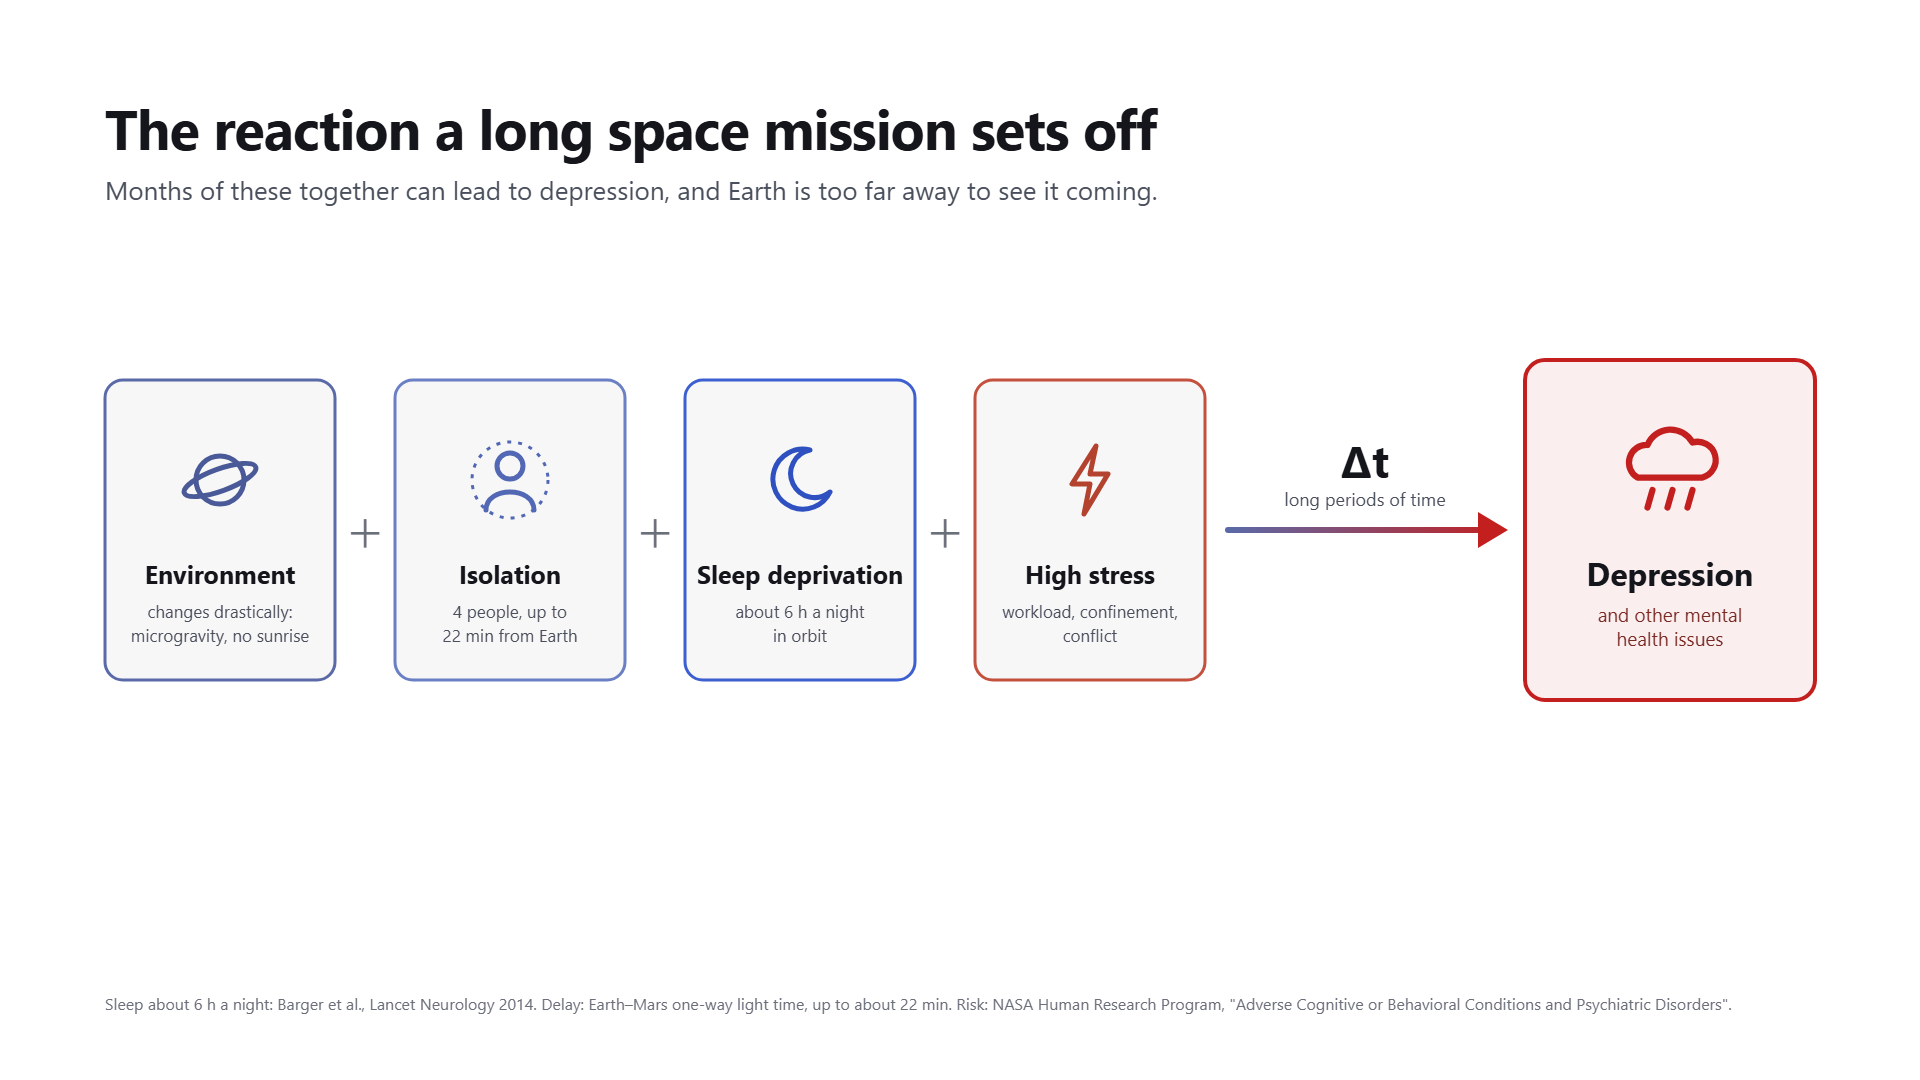 The reaction a long space mission sets off
Months of these together can lead to depression, and Earth is too far away to see it coming.
Environment
changes drastically:
microgravity, no sunrise
+
Isolation
4 people, up to
22 min from Earth
+
Sleep deprivation
about 6 h a night
in orbit
+
High stress
workload, confinement,
conflict
Δt
long periods of time
Depression
and other mental
health issues
Sleep about 6 h a night: Barger et al., Lancet Neurology 2014. Delay: Earth–Mars one-way light time, up to about 22 min. Risk: NASA Human Research Program, "Adverse Cognitive or Behavioral Conditions and Psychiatric Disorders".